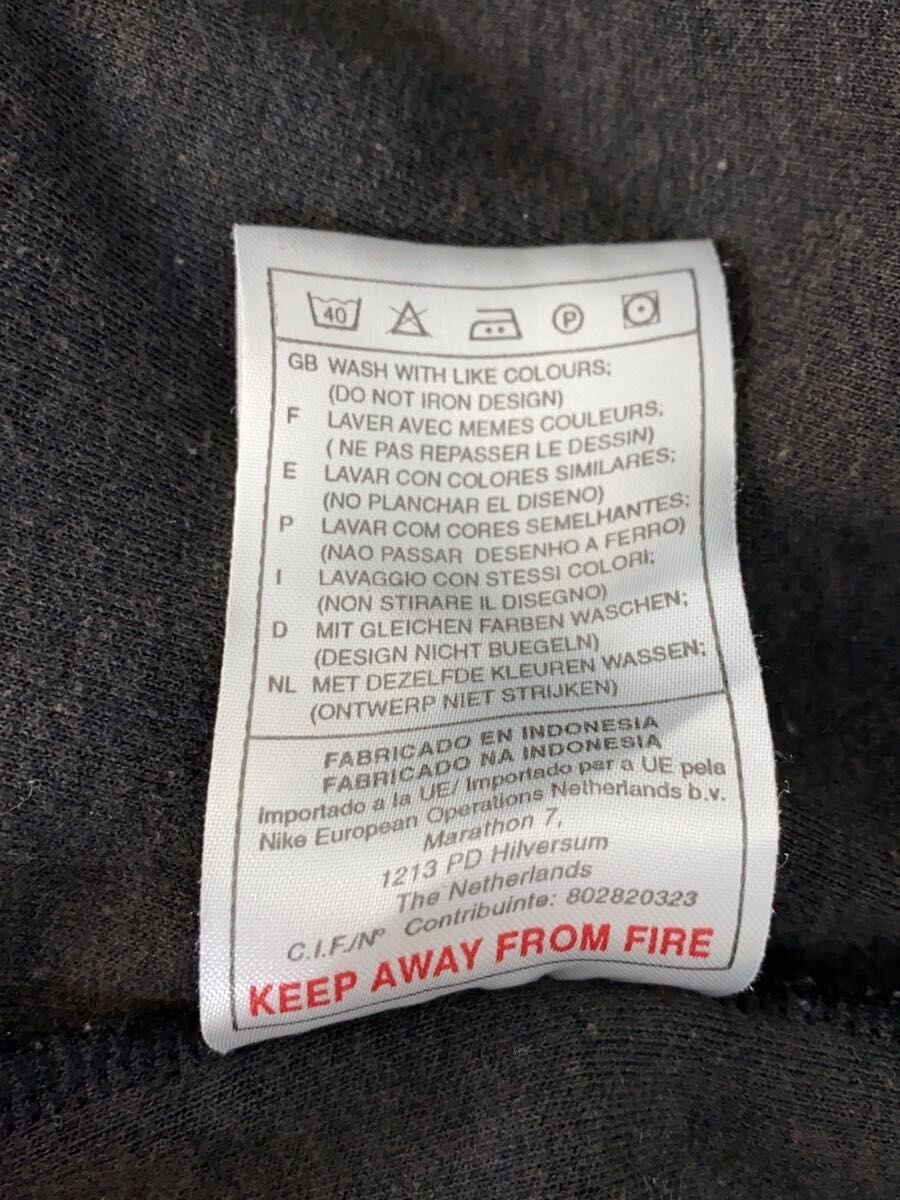 40 P
GB WASH WITH LIKE COLOURS;
(DO NOT IRON DESIGN)
F LAVER AVEC MEMES COULEURS;
( NE PAS REPASSER LE DESSIN)
E LAVAR CON COLORES SIMILARES;
(NO PLANCHAR EL DISENO)
P LAVAR COM CORES SEMELHANTES;
(NAO PASSAR DESENHO A FERRO)
I LAVAGGIO CON STESSI COLORI;
(NON STIRARE IL DISEGNO)
D MIT GLEICHEN FARBEN WASCHEN;
(DESIGN NICHT BUEGELN)
NL MET DEZELFDE KLEUREN WASSEN;
(ONTWERP NIET STRIJKEN)
FABRICADO EN INDONESIA
FABRICADO NA INDONESIA
Importado a la UE/ Importado par a UE pela
Nike European Operations Netherlands b.v.
Marathon 7,
1213 PD Hilversum
The Netherlands
C.I.F./Nº Contribuinte: 802820323
KEEP AWAY FROM FIRE